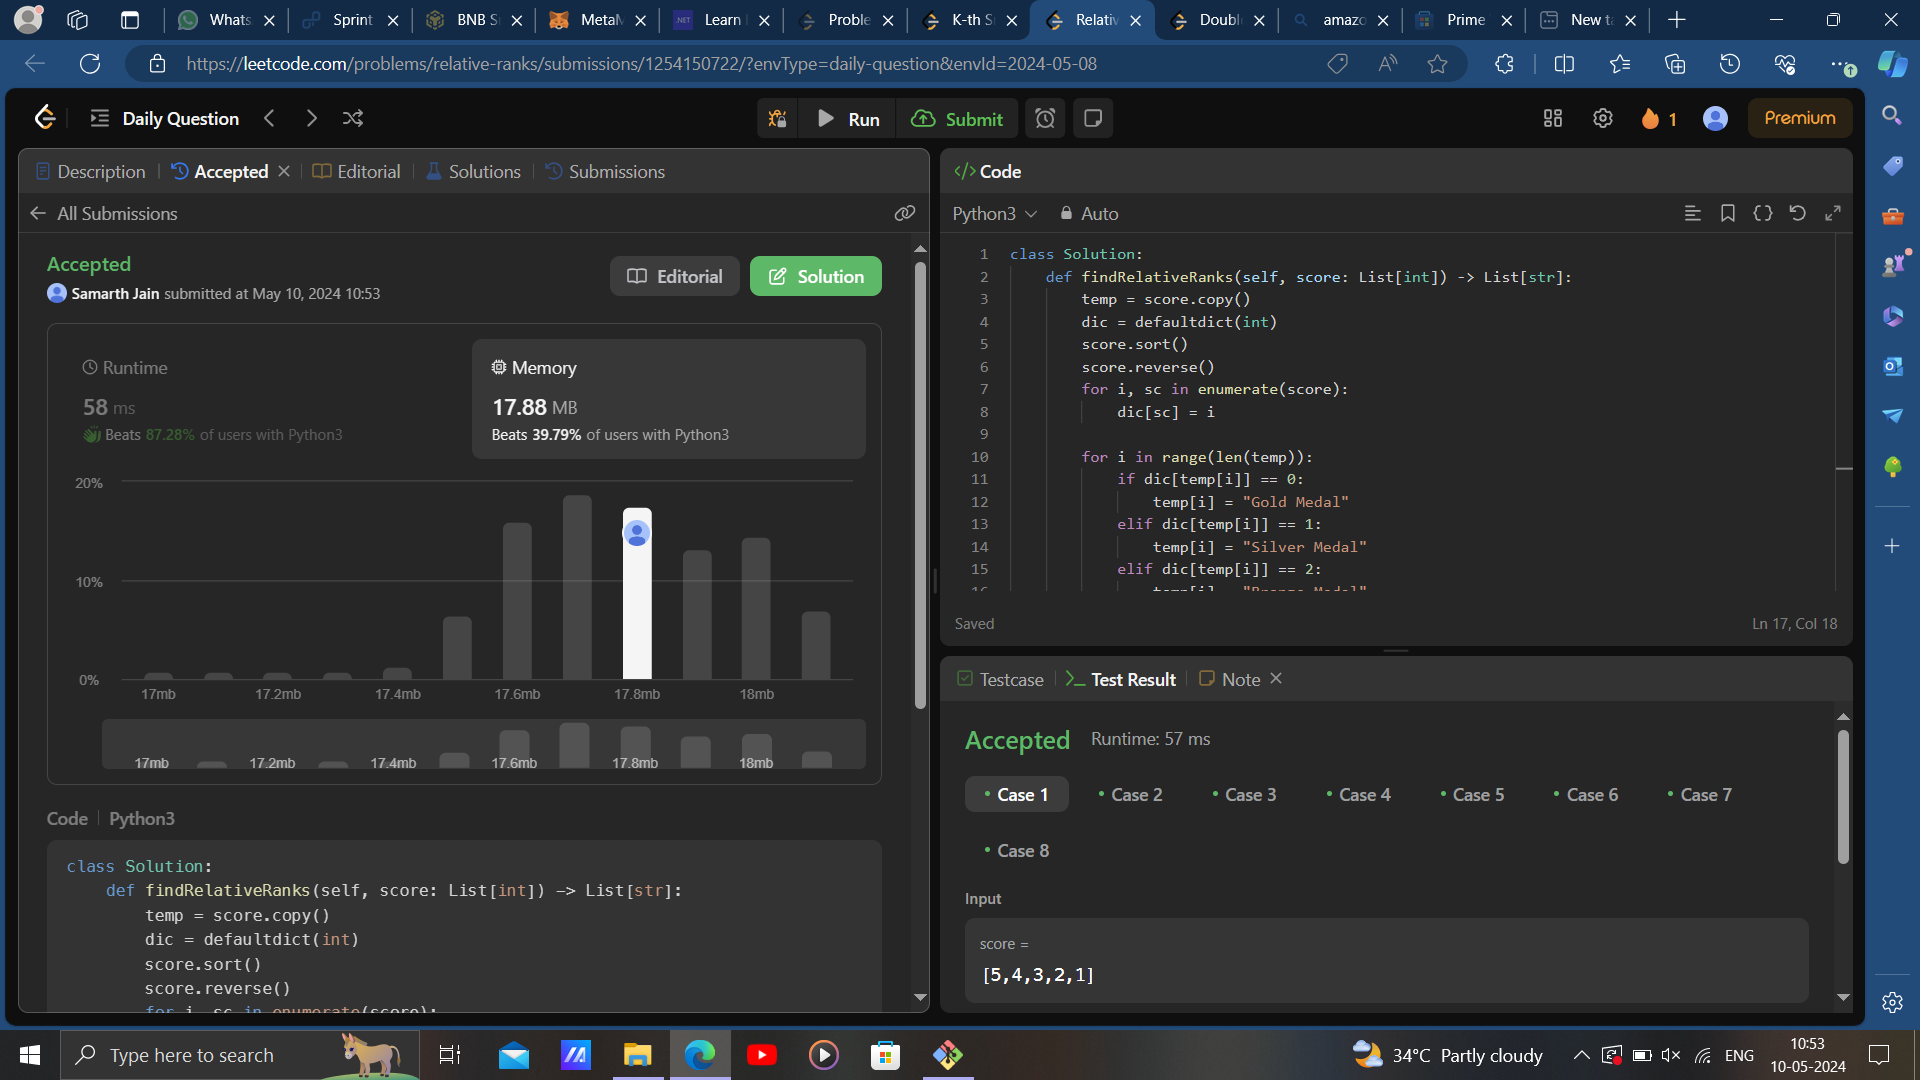 Whats
Sprint
BNB S
MetaM
Learn
Proble
K-th S
Relativ
Doubl
amazo
Prime
New ta
https://leetcode.com/problems/relative-ranks/submissions/1254150722/?envType=daily-question&envId=2024-05-08
Daily Question
Run
Submit
1
Premium
Description
Accepted
Editorial
Solutions
Submissions
All Submissions
Accepted
Samarth Jain submitted at May 10, 2024 10:53
Editorial
Solution
Runtime
58 ms
Beats 87.28% of users with Python3
Memory
17.88 MB
Beats 39.79% of users with Python3
20%
10%
0%
17mb 17.2mb 17.4mb 17.6mb 17.8mb 18mb
17mb 17.2mb 17.4mb 17.6mb 17.8mb 18mb
Code | Python3
class Solution:
def findRelativeRanks(self, score: List[int]) -> List[str]:
temp = score.copy()
dic = defaultdict(int)
score.sort()
score.reverse()
for i, sc in enumerate(score):
</> Code
Python3
Auto
1 class Solution:
2 def findRelativeRanks(self, score: List[int]) -> List[str]:
3 temp = score.copy()
4 dic = defaultdict(int)
5 score.sort()
6 score.reverse()
7 for i, sc in enumerate(score):
8 dic[sc] = i
9
10 for i in range(len(temp)):
11 if dic[temp[i]] == 0:
12 temp[i] = "Gold Medal"
13 elif dic[temp[i]] == 1:
14 temp[i] = "Silver Medal"
15 elif dic[temp[i]] == 2:
16 temp[i] = "Bronze Medal"
Saved
Ln 17, Col 18
Testcase
Test Result
Note
Accepted Runtime: 57 ms
Case 1
Case 2
Case 3
Case 4
Case 5
Case 6
Case 7
Case 8
Input
score =
[5,4,3,2,1]
Type here to search
34°C Partly cloudy
ENG
10:53
10-05-2024